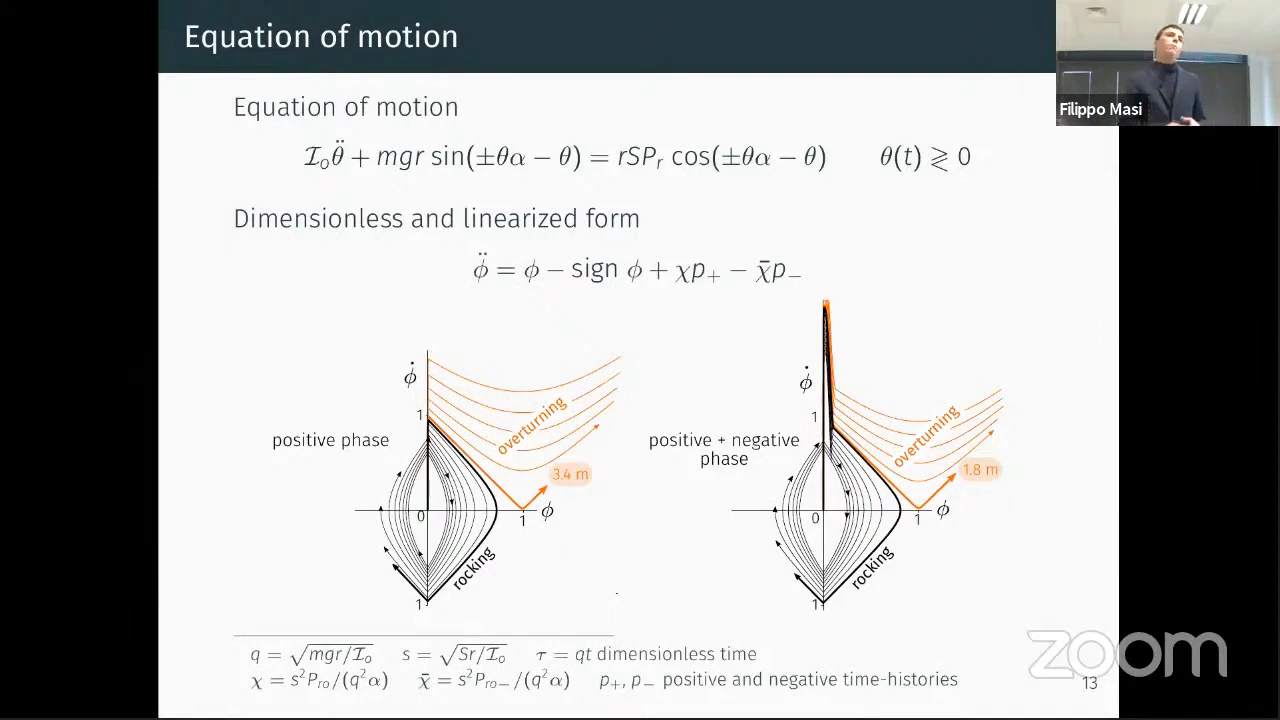 Equation of motion
Filippo Masi
Equation of motion
ℐₒθ̈ + mgr sin(±θα − θ) = rSPᵣ cos(±θα − θ)   θ(t) ≷ 0
Dimensionless and linearized form
ϕ̈ = ϕ − sign ϕ + χp₊ − χ̄p₋
ϕ̇
1
positive phase
overturning
3.4 m
0
1
ϕ
rocking
1
ϕ̇
1
positive + negative
phase
overturning
1.8 m
0
1
ϕ
rocking
1
q = √(mgr/ℐₒ)   s = √(Sr/ℐₒ)   τ = qt dimensionless time
χ = s²Pᵣₒ/(q²α)   χ̄ = s²Pᵣₒ₋/(q²α)   p₊, p₋ positive and negative time-histories
zoom
13